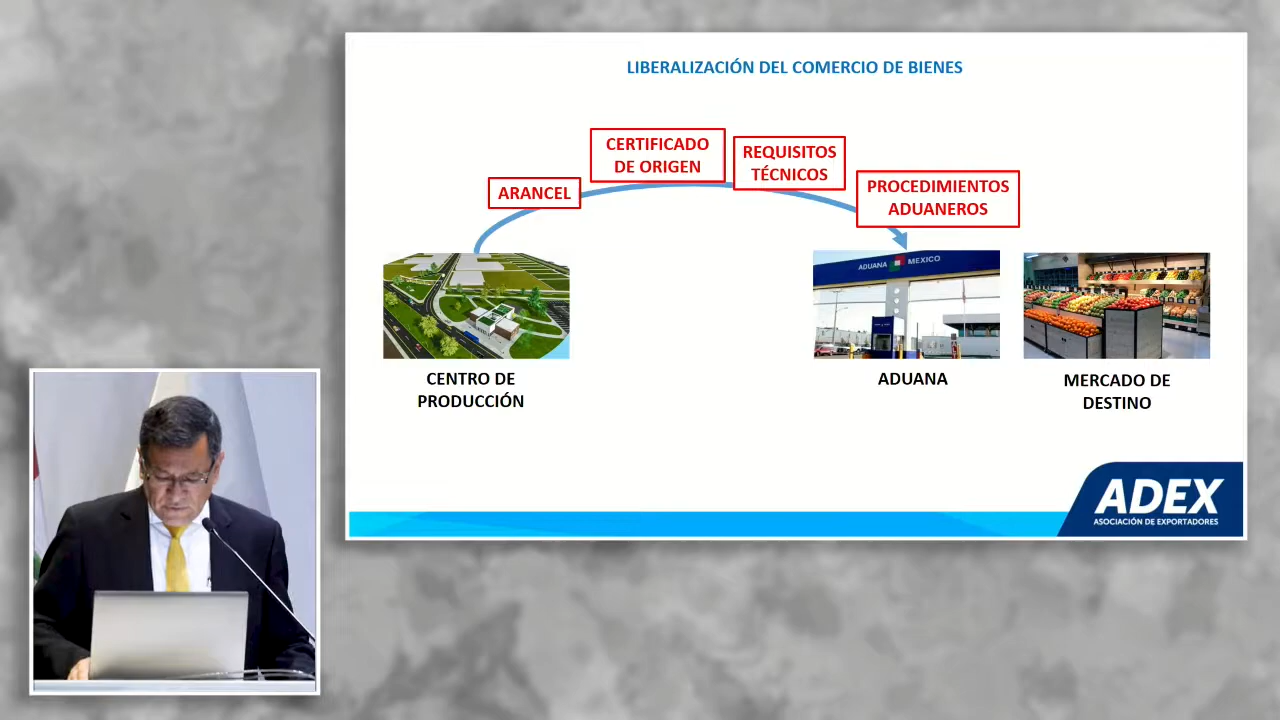 LIBERALIZACIÓN DEL COMERCIO DE BIENES
CERTIFICADO
DE ORIGEN
REQUISITOS
TÉCNICOS
ARANCEL
PROCEDIMIENTOS
ADUANEROS
ADUANA MEXICO
CENTRO DE
PRODUCCIÓN
ADUANA
MERCADO DE
DESTINO
ADEX
ASOCIACIÓN DE EXPORTADORES